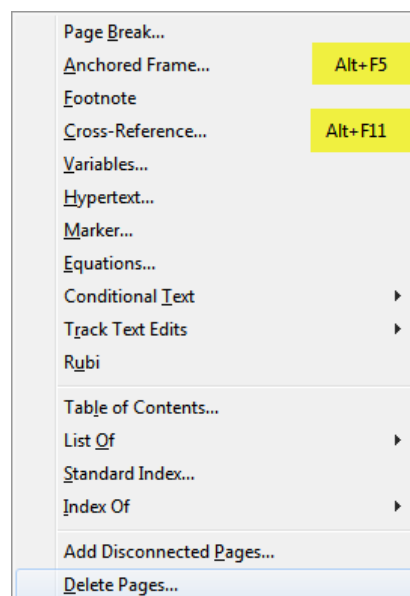 Page Break...
Anchored Frame... Alt+F5
Footnote
Cross-Reference... Alt+F11
Variables...
Hypertext...
Marker...
Equations...
Conditional Text
Track Text Edits
Rubi
Table of Contents...
List Of
Standard Index...
Index Of
Add Disconnected Pages...
Delete Pages...